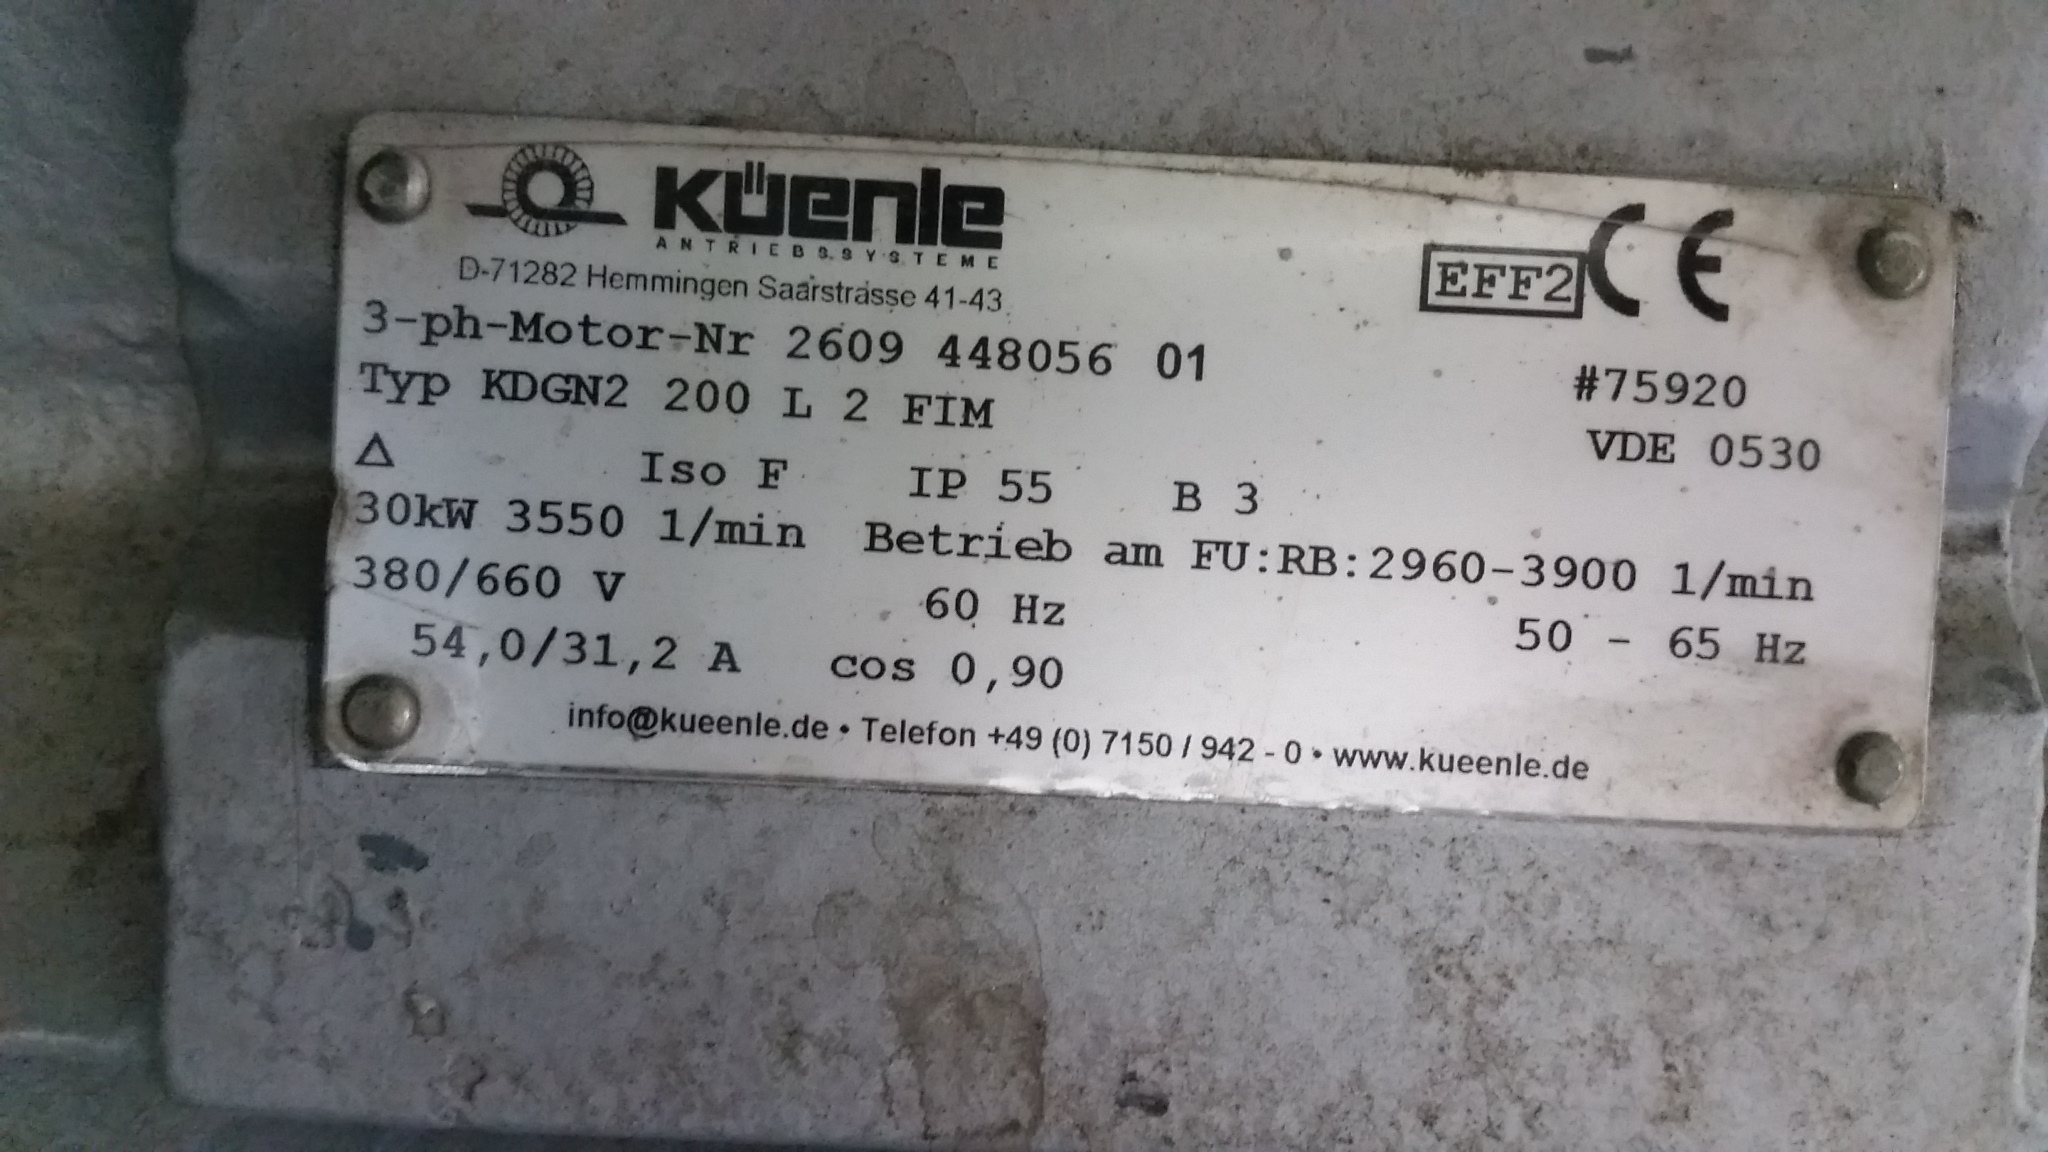 Küenle
ANTRIEBSSYSTEME
D-71282 Hemmingen Saarstrasse 41-43
EFF2 CE
3-ph-Motor-Nr 2609 448056 01 #75920
Typ KDGN2 200 L 2 FIM VDE 0530
Δ Iso F IP 55 B 3
30kW 3550 1/min Betrieb am FU:RB:2960-3900 1/min
380/660 V 60 Hz 50 - 65 Hz
54,0/31,2 A cos 0,90
info@kueenle.de • Telefon +49 (0) 7150 / 942 - 0 • www.kueenle.de